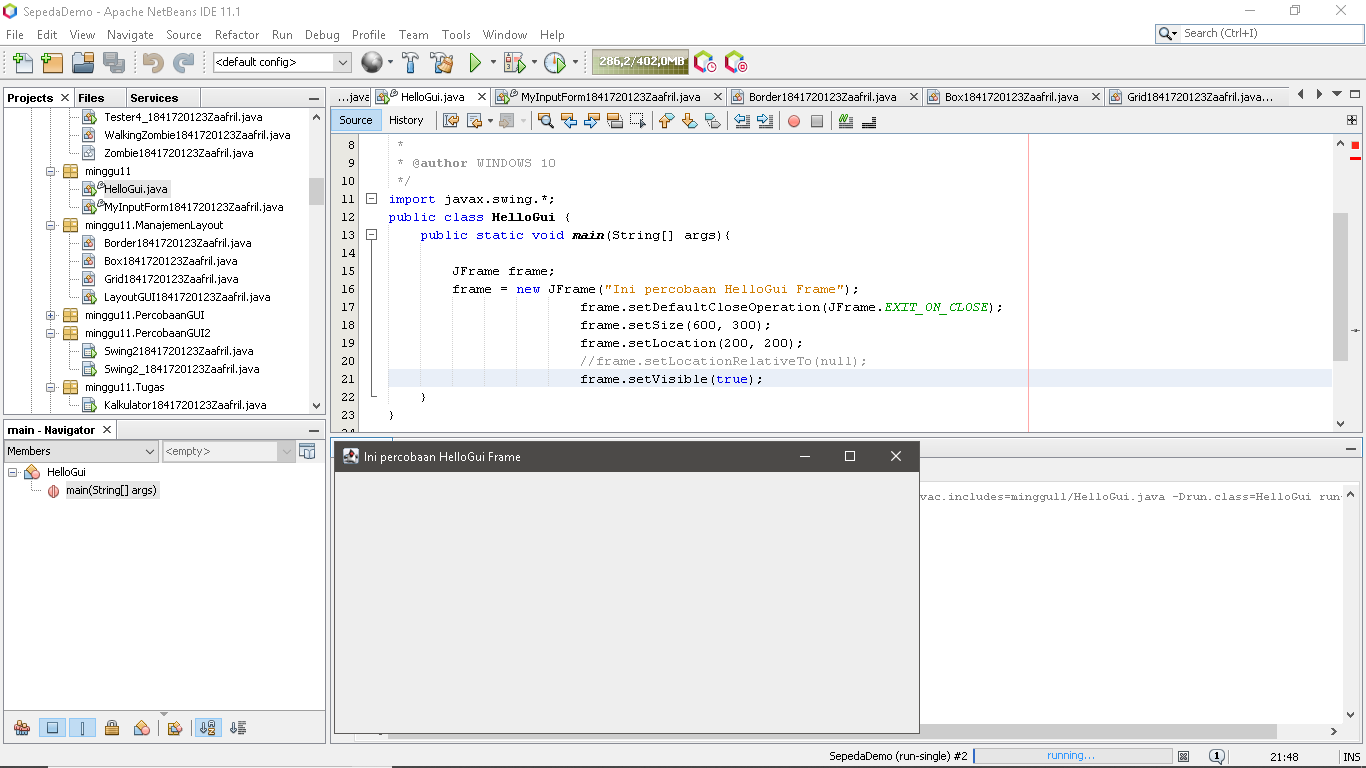 SepedaDemo - Apache NetBeans IDE 11.1
File Edit View Navigate Source Refactor Run Debug Profile Team Tools Window Help
Search (Ctrl+I)
<default config>
286,2/402,0MB
Projects Files Services
Tester4_1841720123Zaafril.java
WalkingZombie1841720123Zaafril.java
Zombie1841720123Zaafril.java
minggu11
HelloGui.java
MyInputForm1841720123Zaafril.java
minggu11.ManajemenLayout
Border1841720123Zaafril.java
Box1841720123Zaafril.java
Grid1841720123Zaafril.java
LayoutGUI1841720123Zaafril.java
minggu11.PercobaanGUI
minggu11.PercobaanGUI2
Swing21841720123Zaafril.java
Swing2_1841720123Zaafril.java
minggu11.Tugas
Kalkulator1841720123Zaafril.java
main - Navigator
Members <empty>
HelloGui
main(String[] args)
...java HelloGui.java MyInputForm1841720123Zaafril.java Border1841720123Zaafril.java Box1841720123Zaafril.java Grid1841720123Zaafril.java...
Source History
8 *
9 * @author WINDOWS 10
10 */
11 import javax.swing.*;
12 public class HelloGui {
13 public static void main(String[] args){
14
15 JFrame frame;
16 frame = new JFrame("Ini percobaan HelloGui Frame");
17 frame.setDefaultCloseOperation(JFrame.EXIT_ON_CLOSE);
18 frame.setSize(600, 300);
19 frame.setLocation(200, 200);
20 //frame.setLocationRelativeTo(null);
21 frame.setVisible(true);
22 }
23 }
Ini percobaan HelloGui Frame
vac.includes=minggu11/HelloGui.java -Drun.class=HelloGui run-
SepedaDemo (run-single) #2 running... 1 21:48 INS